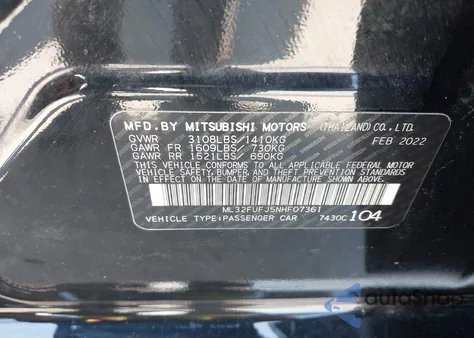 MFD.BY MITSUBISHI MOTORS (THAILAND) CO., LTD.
GVWR 3108LBS/1410KG FEB 2022
GAWR FR 1609LBS/ 730KG
GAWR RR 1521LBS/ 690KG
THIS VEHICLE CONFORMS TO ALL APPLICABLE FEDERAL MOTOR
VEHICLE SAFETY, BUMPER, AND THEFT PREVENTION STANDARDS
IN EFFECT ON THE DATE OF MANUFACTURE SHOWN ABOVE.
ML32FUFJ5NHF07361
VEHICLE TYPE:PASSENGER CAR 7430C 104
autoSnap